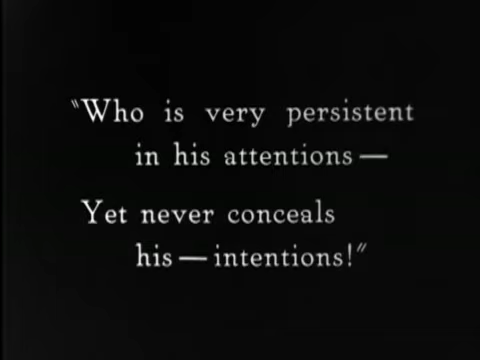 "Who is very persistent
in his attentions—
Yet never conceals
his—intentions!"